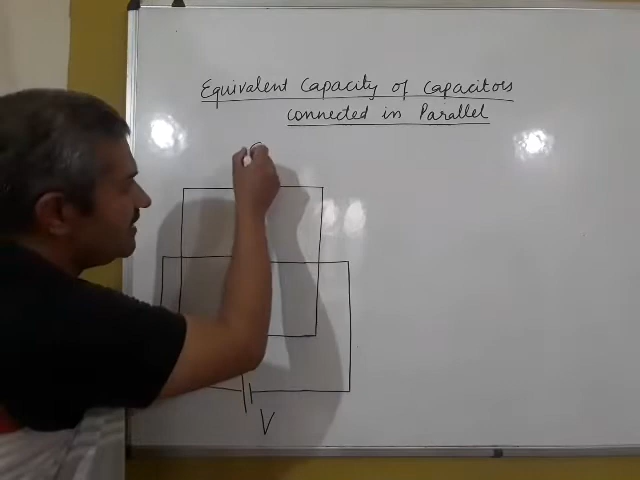 Equivalent Capacity of Capacitors
connected in Parallel
V